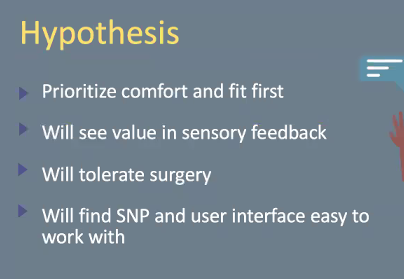 Hypothesis
Prioritize comfort and fit first
Will see value in sensory feedback
Will tolerate surgery
Will find SNP and user interface easy to
work with